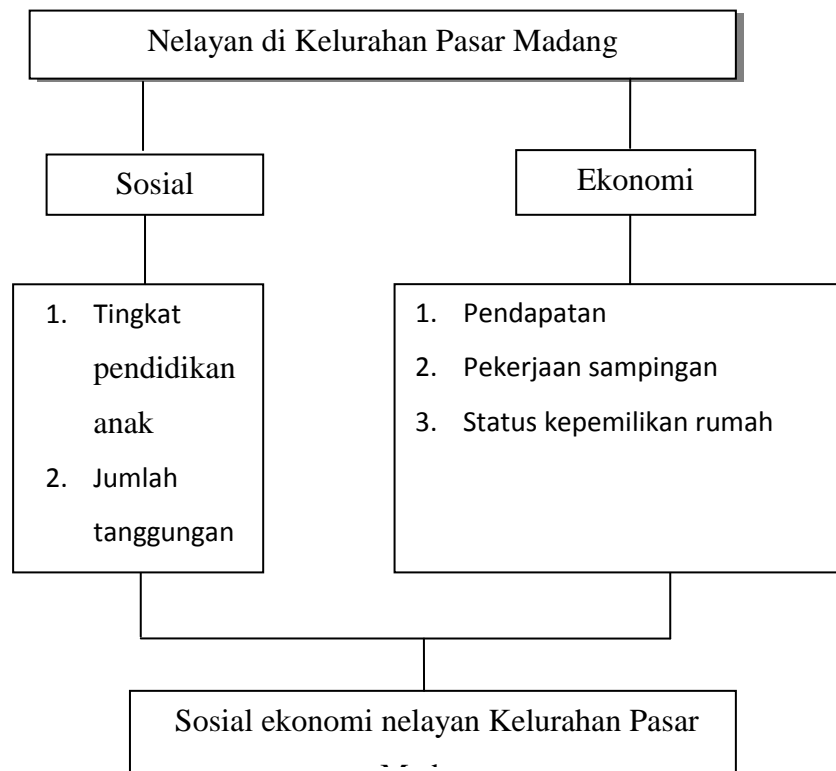 Nelayan di Kelurahan Pasar Madang
Sosial
Ekonomi
1. Tingkat
pendidikan
anak
2. Jumlah
tanggungan
1. Pendapatan
2. Pekerjaan sampingan
3. Status kepemilikan rumah
Sosial ekonomi nelayan Kelurahan Pasar